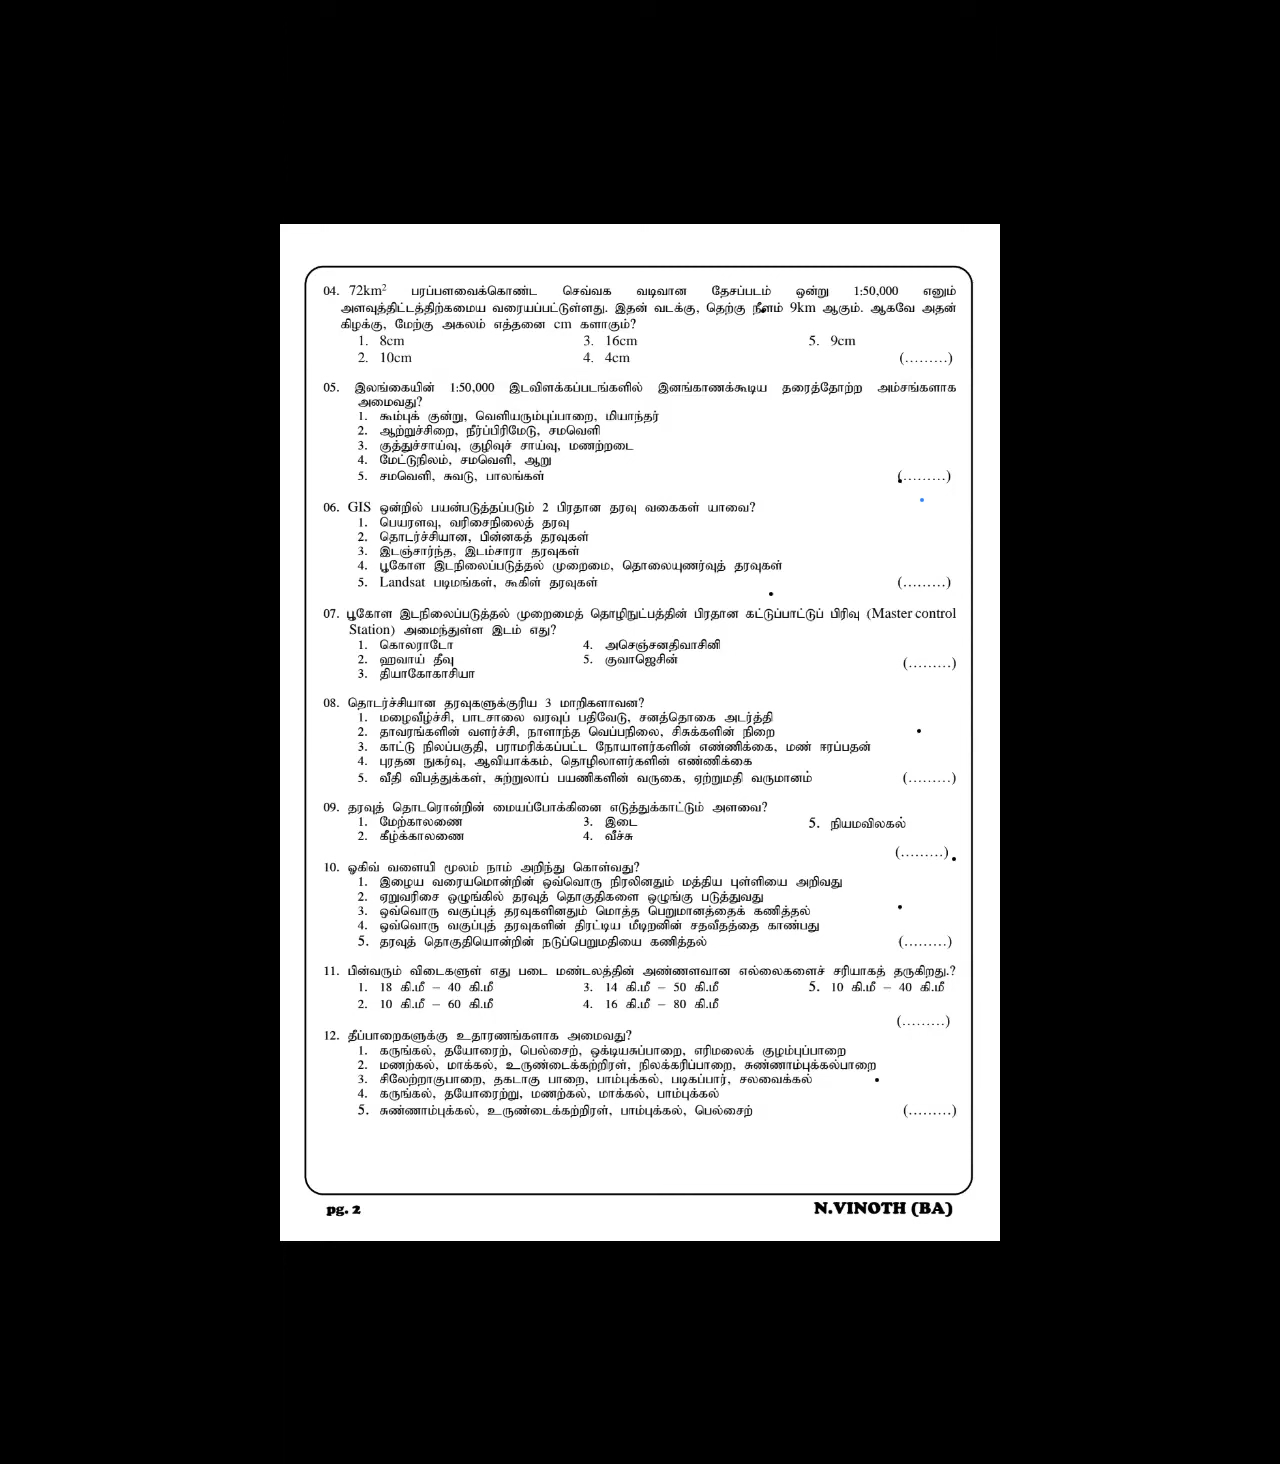 04. 72km² பரப்பளவைக்கொண்ட செவ்வக வடிவான தேசப்படம் ஒன்று 1:50,000 எனும்
அளவுத்திட்டத்திற்கமைய வரையப்பட்டுள்ளது. இதன் வடக்கு, தெற்கு நீளம் 9km ஆகும். ஆகவே அதன்
கிழக்கு, மேற்கு அகலம் எத்தனை cm களாகும்?
1. 8cm 3. 16cm 5. 9cm
2. 10cm 4. 4cm (.........)
05. இலங்கையின் 1:50,000 இடவிளக்கப்படங்களில் இனங்காணக்கூடிய தரைத்தோற்ற அம்சங்களாக
அமைவது?
1. கூம்புக் குன்று, வெளியரும்புப்பாறை, மியாந்தர்
2. ஆற்றுச்சிறை, நீர்ப்பிரிமேடு, சமவெளி
3. குத்துச்சாய்வு, குழிவுச் சாய்வு, மணற்றடை
4. மேட்டுநிலம், சமவெளி, ஆறு
5. சமவெளி, சுவடு, பாலங்கள் (.........)
06. GIS ஒன்றில் பயன்படுத்தப்படும் 2 பிரதான தரவு வகைகள் யாவை?
1. பெயரளவு, வரிசைநிலைத் தரவு
2. தொடர்ச்சியான, பின்னகத் தரவுகள்
3. இடஞ்சார்ந்த, இடம்சாரா தரவுகள்
4. பூகோள இடநிலைப்படுத்தல் முறைமை, தொலையுணர்வுத் தரவுகள்
5. Landsat படிமங்கள், கூகிள் தரவுகள் (.........)
07. பூகோள இடநிலைப்படுத்தல் முறைமைத் தொழிநுட்பத்தின் பிரதான கட்டுப்பாட்டுப் பிரிவு (Master control
Station) அமைந்துள்ள இடம் எது?
1. கொலராடோ 4. அசெஞ்சனதிவாசினி
2. ஹவாய் தீவு 5. குவாஜெசின் (.........)
3. தியாகோகாசியா
08. தொடர்ச்சியான தரவுகளுக்குரிய 3 மாறிகளாவன?
1. மழைவீழ்ச்சி, பாடசாலை வரவுப் பதிவேடு, சனத்தொகை அடர்த்தி
2. தாவரங்களின் வளர்ச்சி, நாளாந்த வெப்பநிலை, சிசுக்களின் நிறை
3. காட்டு நிலப்பகுதி, பராமரிக்கப்பட்ட நோயாளர்களின் எண்ணிக்கை, மண் ஈரப்பதன்
4. புரதன நுகர்வு, ஆவியாக்கம், தொழிலாளர்களின் எண்ணிக்கை
5. வீதி விபத்துக்கள், சுற்றுலாப் பயணிகளின் வருகை, ஏற்றுமதி வருமானம் (.........)
09. தரவுத் தொடரொன்றின் மையப்போக்கினை எடுத்துக்காட்டும் அளவை?
1. மேற்காலணை 3. இடை 5. நியமவிலகல்
2. கீழ்க்காலணை 4. வீச்சு
(.........)
10. ஓகிவ் வளையி மூலம் நாம் அறிந்து கொள்வது?
1. இழைய வரையமொன்றின் ஒவ்வொரு நிரலினதும் மத்திய புள்ளியை அறிவது
2. ஏறுவரிசை ஒழுங்கில் தரவுத் தொகுதிகளை ஒழுங்கு படுத்துவது
3. ஒவ்வொரு வகுப்புத் தரவுகளினதும் மொத்த பெறுமானத்தைக் கணித்தல்
4. ஒவ்வொரு வகுப்புத் தரவுகளின் திரட்டிய மீடிறனின் சதவீதத்தை காண்பது
5. தரவுத் தொகுதியொன்றின் நடுப்பெறுமதியை கணித்தல் (.........)
11. பின்வரும் விடைகளுள் எது படை மண்டலத்தின் அண்ணளவான எல்லைகளைச் சரியாகத் தருகிறது.?
1. 18 கி.மீ – 40 கி.மீ 3. 14 கி.மீ – 50 கி.மீ 5. 10 கி.மீ – 40 கி.மீ
2. 10 கி.மீ – 60 கி.மீ 4. 16 கி.மீ – 80 கி.மீ
(.........)
12. தீப்பாறைகளுக்கு உதாரணங்களாக அமைவது?
1. கருங்கல், தயோரைற், பெல்சைற், ஒக்டியசுப்பாறை, எரிமலைக் குழம்புப்பாறை
2. மணற்கல், மாக்கல், உருண்டைக்கற்றிரள், நிலக்கரிப்பாறை, சுண்ணாம்புக்கல்பாறை
3. சிலேற்றாகுபாறை, தகடாகு பாறை, பாம்புக்கல், படிகப்பார், சலவைக்கல்
4. கருங்கல், தயோரைற்று, மணற்கல், மாக்கல், பாம்புக்கல்
5. சுண்ணாம்புக்கல், உருண்டைக்கற்றிரள், பாம்புக்கல், பெல்சைற் (.........)
pg. 2 N.VINOTH (BA)